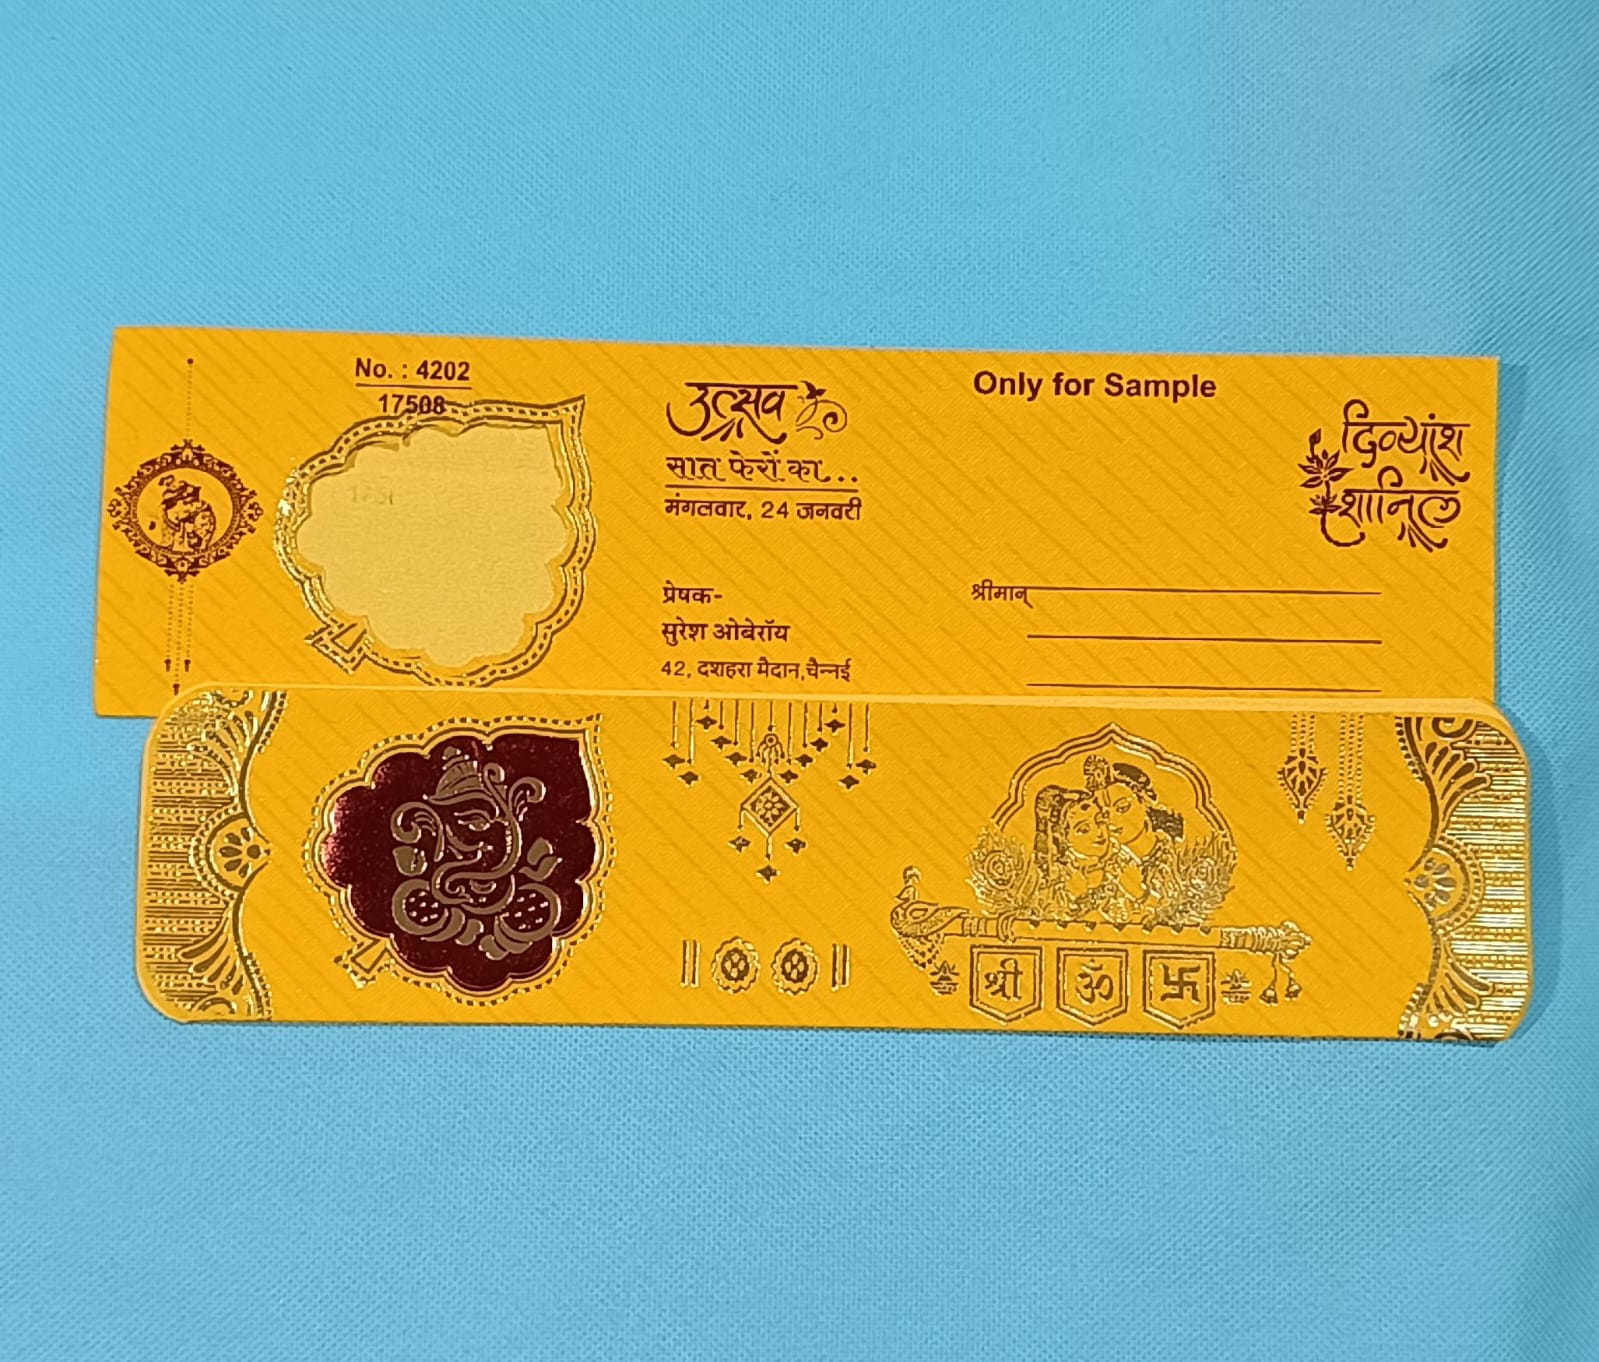 No. : 4202
17508
उत्सव
सात फेरों का..
मंगलवार, 24 जनवरी
प्रेषक-
सुरेश ओबेरॉय
42, दशहरा मैदान,चैन्नई
Only for Sample
दिव्यांश
शानिल
श्रीमान्
श्री ॐ 卐